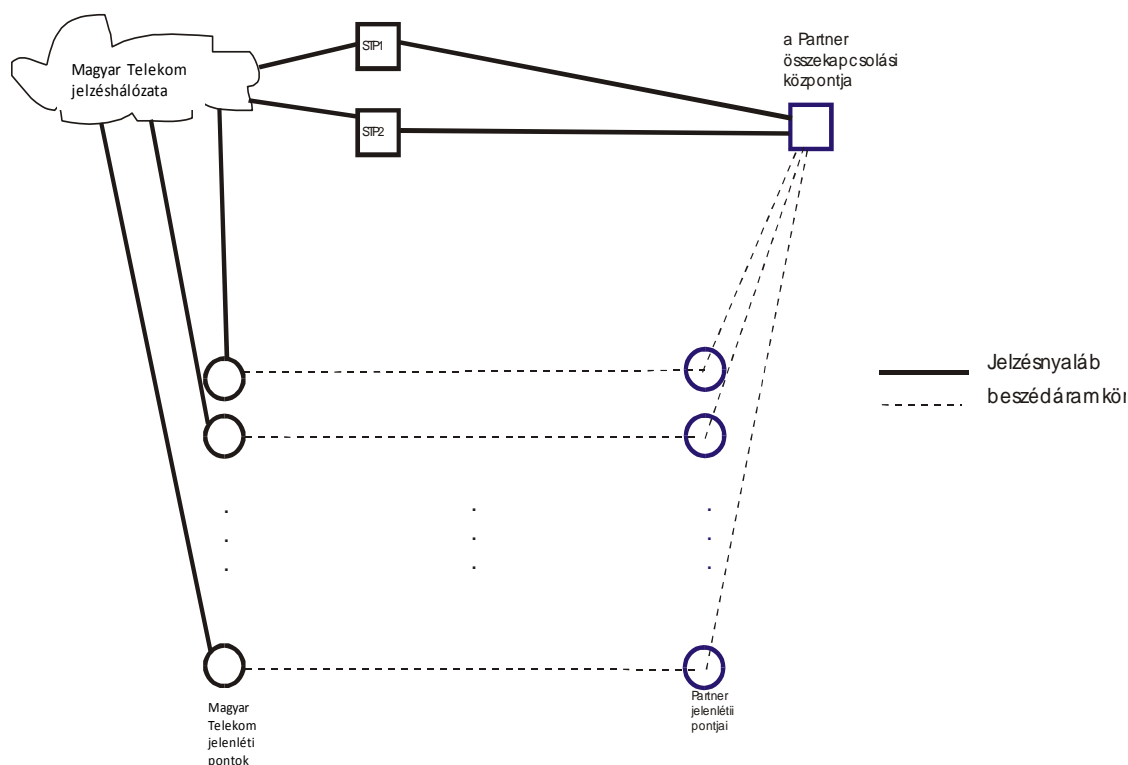 Magyar Telekom
jelzéshálózata
STP1
STP2
a Partner
összekapcsolási
központja
Jelzésnyaláb
beszédáramkör
Magyar
Telekom
jelenléti
pontok
Partner
jelenlétii
pontjai